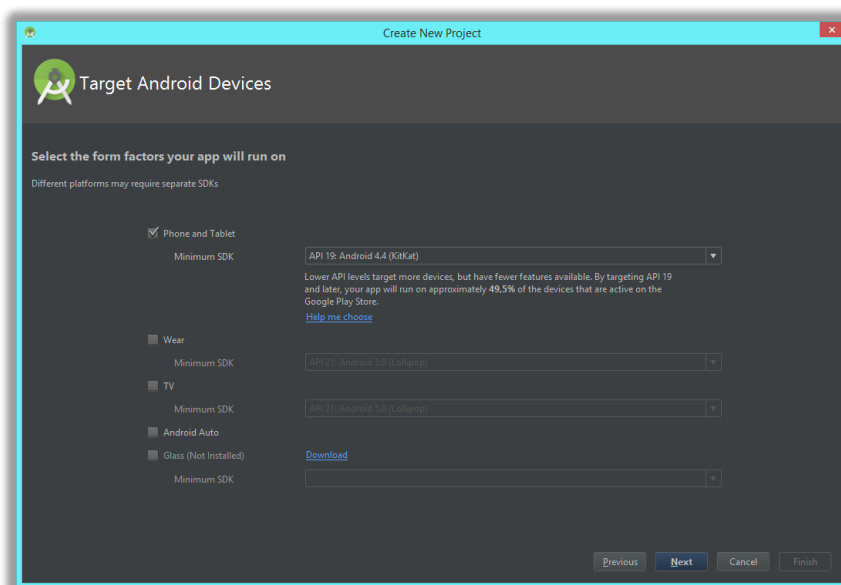 Create New Project
Target Android Devices
Select the form factors your app will run on
Different platforms may require separate SDKs
Phone and Tablet
Minimum SDK
API 19: Android 4.4 (KitKat)
Lower API levels target more devices, but have fewer features available. By targeting API 19
and later, your app will run on approximately 49,5% of the devices that are active on the
Google Play Store.
Help me choose
Wear
Minimum SDK
API 21: Android 5.0 (Lollipop)
TV
Minimum SDK
API 21: Android 5.0 (Lollipop)
Android Auto
Glass (Not Installed)
Download
Minimum SDK
Previous
Next
Cancel
Finish